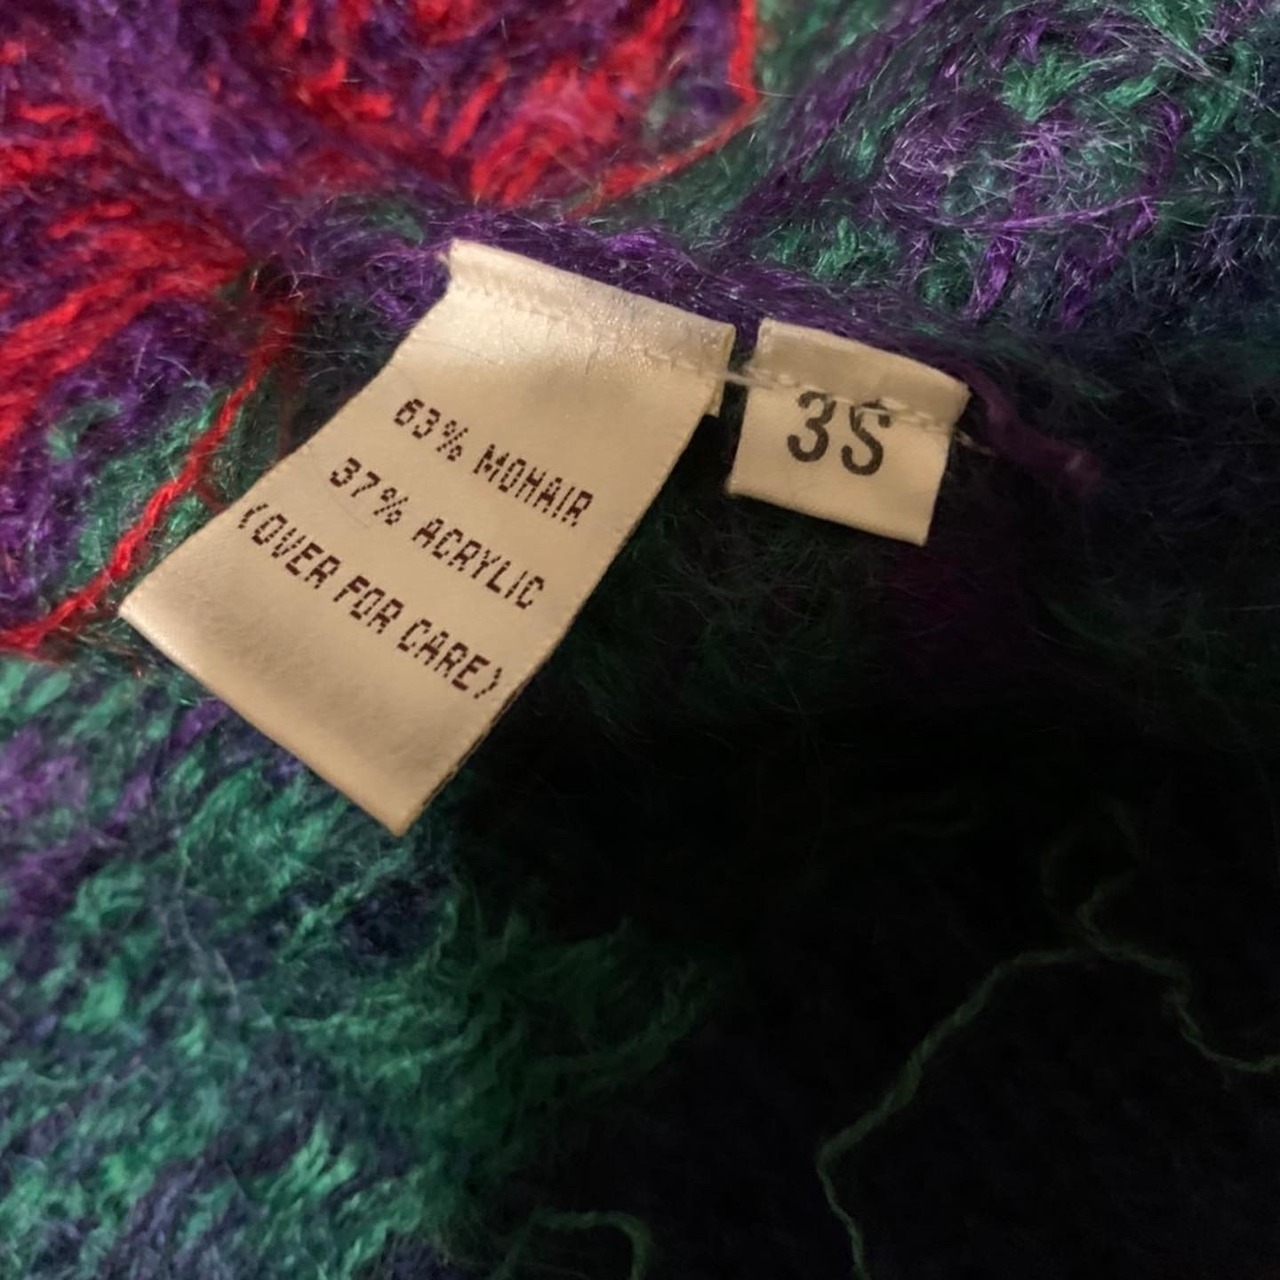 63% MOHAIR
37% ACRYLIC
(OVER FOR CARE)
3S